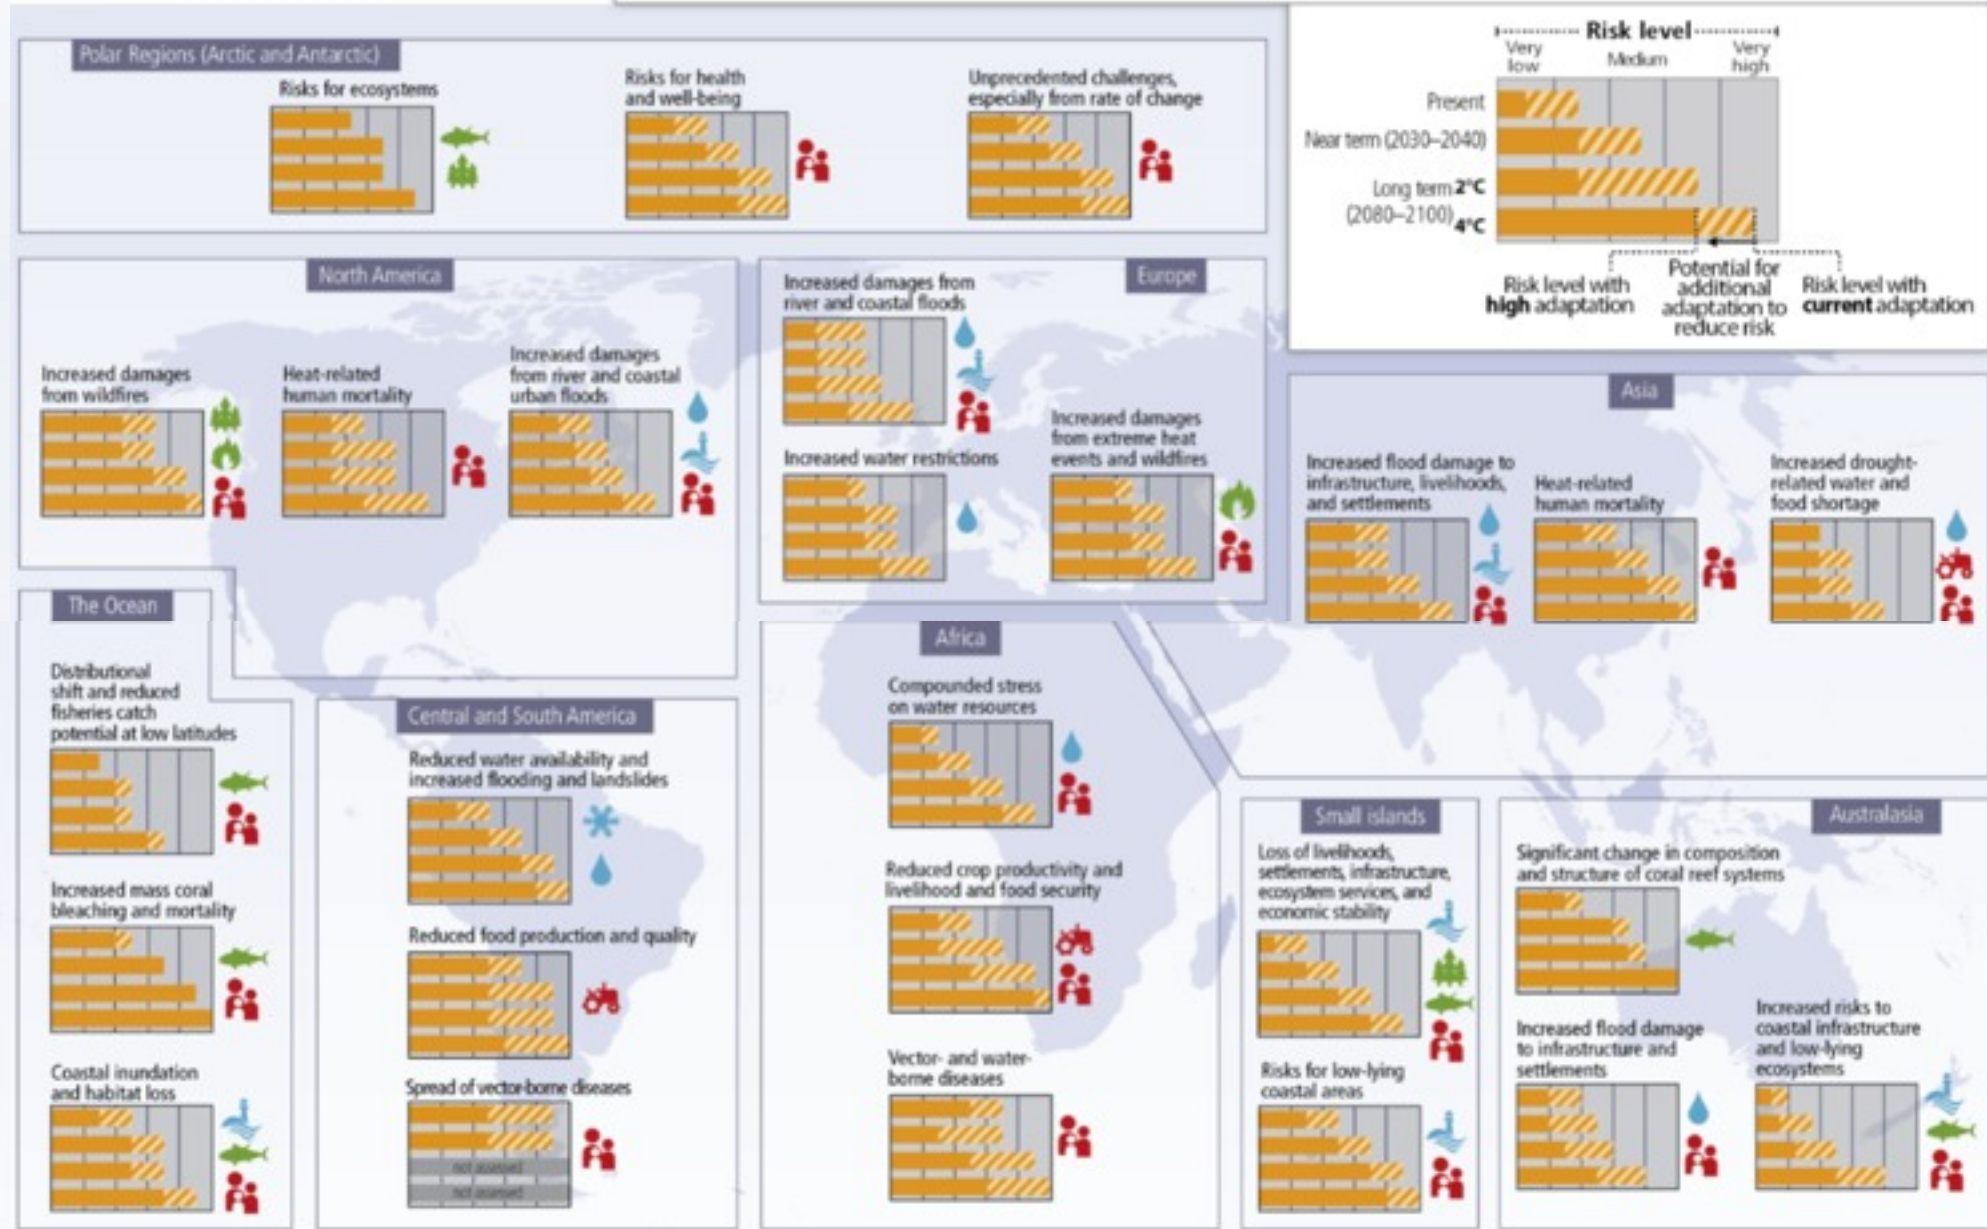 Risk level
Very low
Medium
Very high
Present
Near term (2030–2040)
Long term 2°C
(2080–2100) 4°C
Risk level with
high adaptation
Potential for
additional
adaptation to
reduce risk
Risk level with
current adaptation
Polar Regions (Arctic and Antarctic)
Risks for ecosystems
Risks for health
and well-being
Unprecedented challenges,
especially from rate of change
North America
Increased damages
from wildfires
Heat-related
human mortality
Increased damages
from river and coastal
urban floods
Europe
Increased damages from
river and coastal floods
Increased water restrictions
Increased damages
from extreme heat
events and wildfires
Asia
Increased flood damage to
infrastructure, livelihoods,
and settlements
Heat-related
human mortality
Increased drought-
related water and
food shortage
The Ocean
Distributional
shift and reduced
fisheries catch
potential at low latitudes
Increased mass coral
bleaching and mortality
Coastal inundation
and habitat loss
Central and South America
Reduced water availability and
increased flooding and landslides
Reduced food production and quality
Spread of vector-borne diseases
not assessed
not assessed
Africa
Compounded stress
on water resources
Reduced crop productivity and
livelihood and food security
Vector- and water-
borne diseases
Small islands
Loss of livelihoods,
settlements, infrastructure,
ecosystem services, and
economic stability
Risks for low-lying
coastal areas
Australasia
Significant change in composition
and structure of coral reef systems
Increased flood damage
to infrastructure and
settlements
Increased risks to
coastal infrastructure
and low-lying
ecosystems